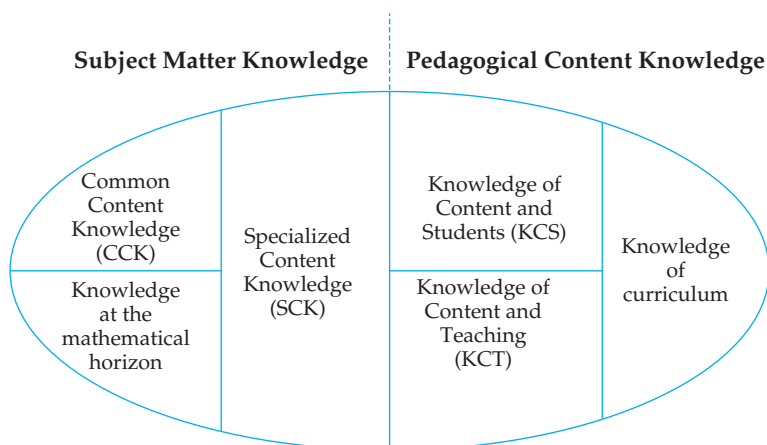 Subject Matter Knowledge
Pedagogical Content Knowledge
Common
Content
Knowledge
(CCK)
Knowledge
at the
mathematical
horizon
Specialized
Content
Knowledge
(SCK)
Knowledge of
Content and
Students (KCS)
Knowledge of
Content and
Teaching
(KCT)
Knowledge
of
curriculum